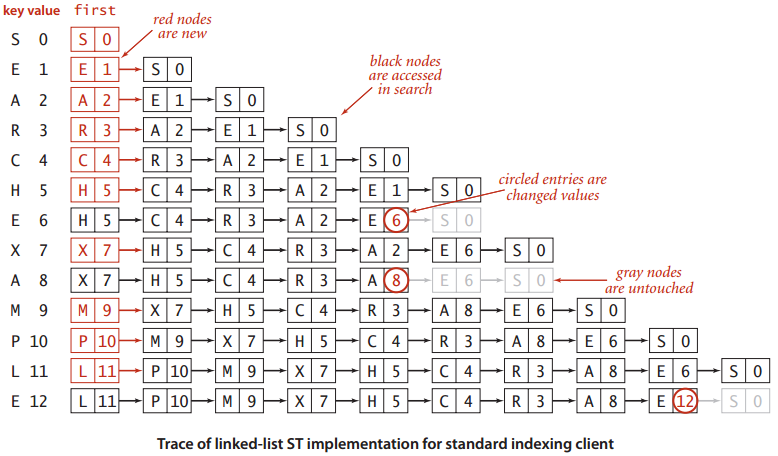 key value first
red nodes
are new
S 0 S 0
E 1 E 1 S 0
black nodes
are accessed
in search
A 2 A 2 E 1 S 0
R 3 R 3 A 2 E 1 S 0
C 4 C 4 R 3 A 2 E 1 S 0
H 5 H 5 C 4 R 3 A 2 E 1 S 0
circled entries are
changed values
E 6 H 5 C 4 R 3 A 2 E 6 S 0
X 7 X 7 H 5 C 4 R 3 A 2 E 6 S 0
A 8 X 7 H 5 C 4 R 3 A 8 E 6 S 0
gray nodes
are untouched
M 9 M 9 X 7 H 5 C 4 R 3 A 8 E 6 S 0
P 10 P 10 M 9 X 7 H 5 C 4 R 3 A 8 E 6 S 0
L 11 L 11 P 10 M 9 X 7 H 5 C 4 R 3 A 8 E 6 S 0
E 12 L 11 P 10 M 9 X 7 H 5 C 4 R 3 A 8 E 12 S 0
Trace of linked-list ST implementation for standard indexing client